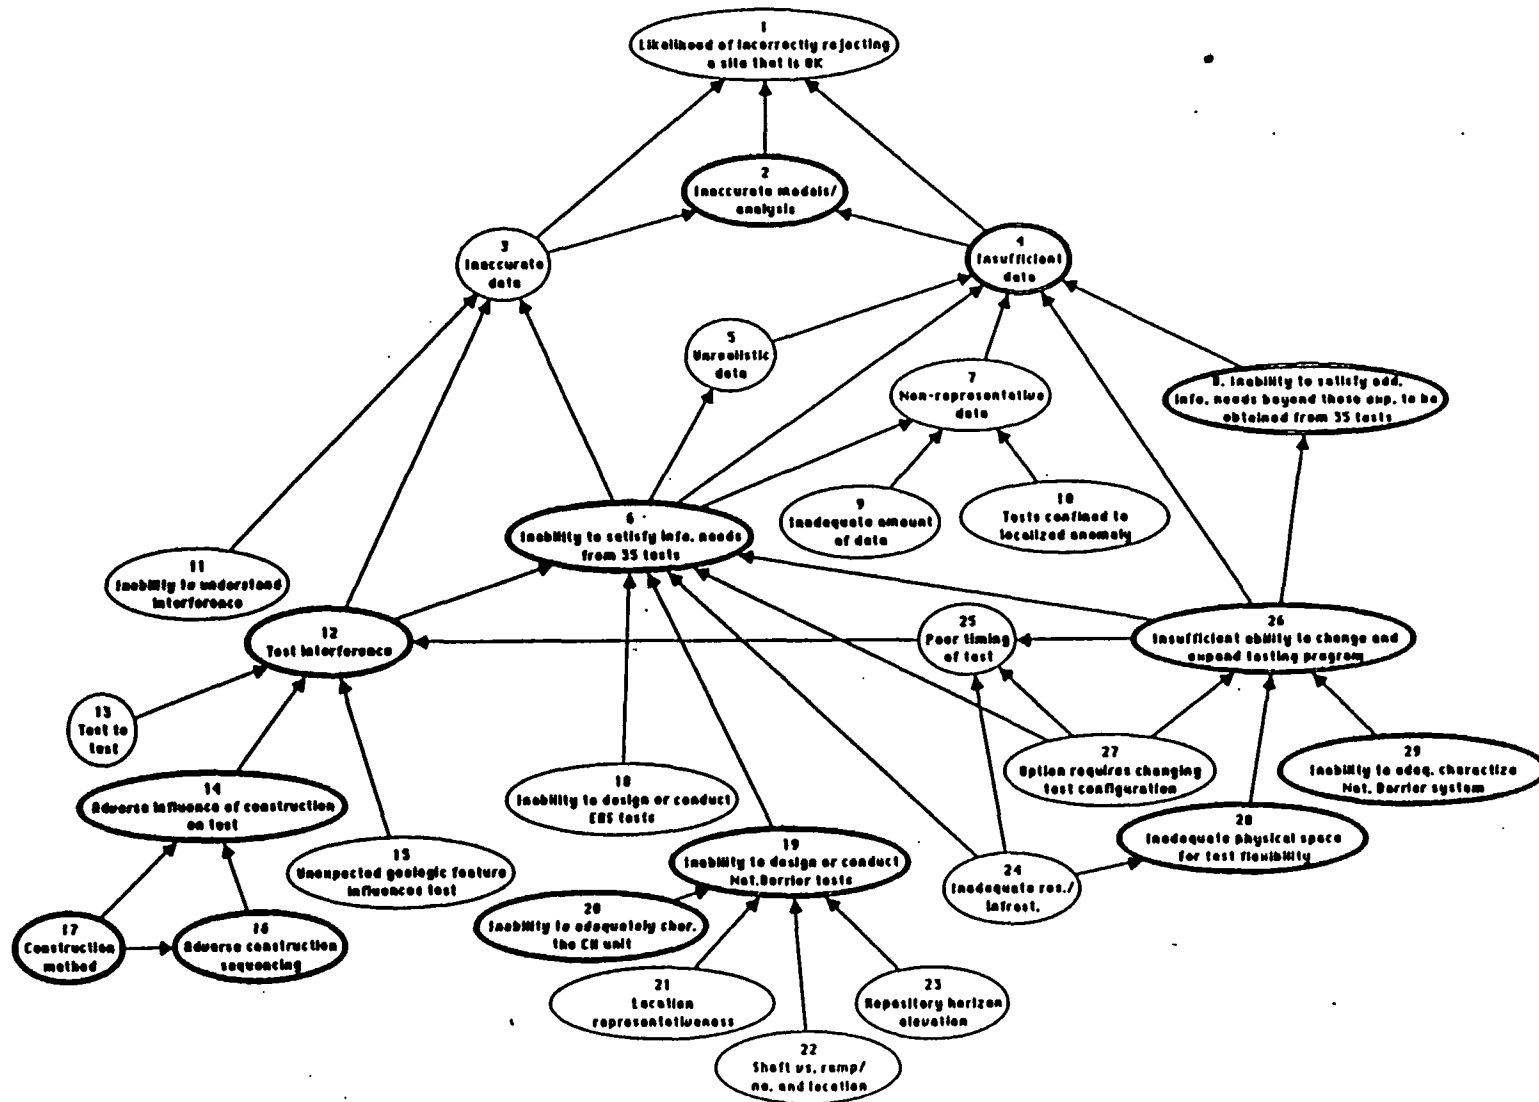 1
Likelihood of incorrectly rejecting
a site that is OK
2
Inaccurate models/
analysis
3
Inaccurate
data
4
Insufficient
data
5
Unrealistic
data
7
Non-representative
data
8. Inability to satisfy add.
info. needs beyond those exp. to be
obtained from 35 tests
6
Inability to satisfy info. needs
from 35 tests
9
Inadequate amount
of data
10
Tests confined to
localized anomaly
11
Inability to understand
interference
12
Test interference
25
Poor timing
of test
26
Insufficient ability to change and
expand testing program
13
Test to
test
14
Adverse influence of construction
on test
15
Unexpected geologic feature
influences test
18
Inability to design or conduct
EBS tests
27
Option requires changing
test configuration
29
Inability to adeq. charactize
Nat. Barrier system
28
Inadequate physical space
for test flexibility
19
Inability to design or conduct
Nat.Barrier tests
24
Inadequate res./
infrast.
17
Construction
method
16
Adverse construction
sequencing
20
Inability to adequately char.
the CH unit
21
Location
representativeness
23
Repository horizon
elevation
22
Shaft vs. ramp/
no. and location